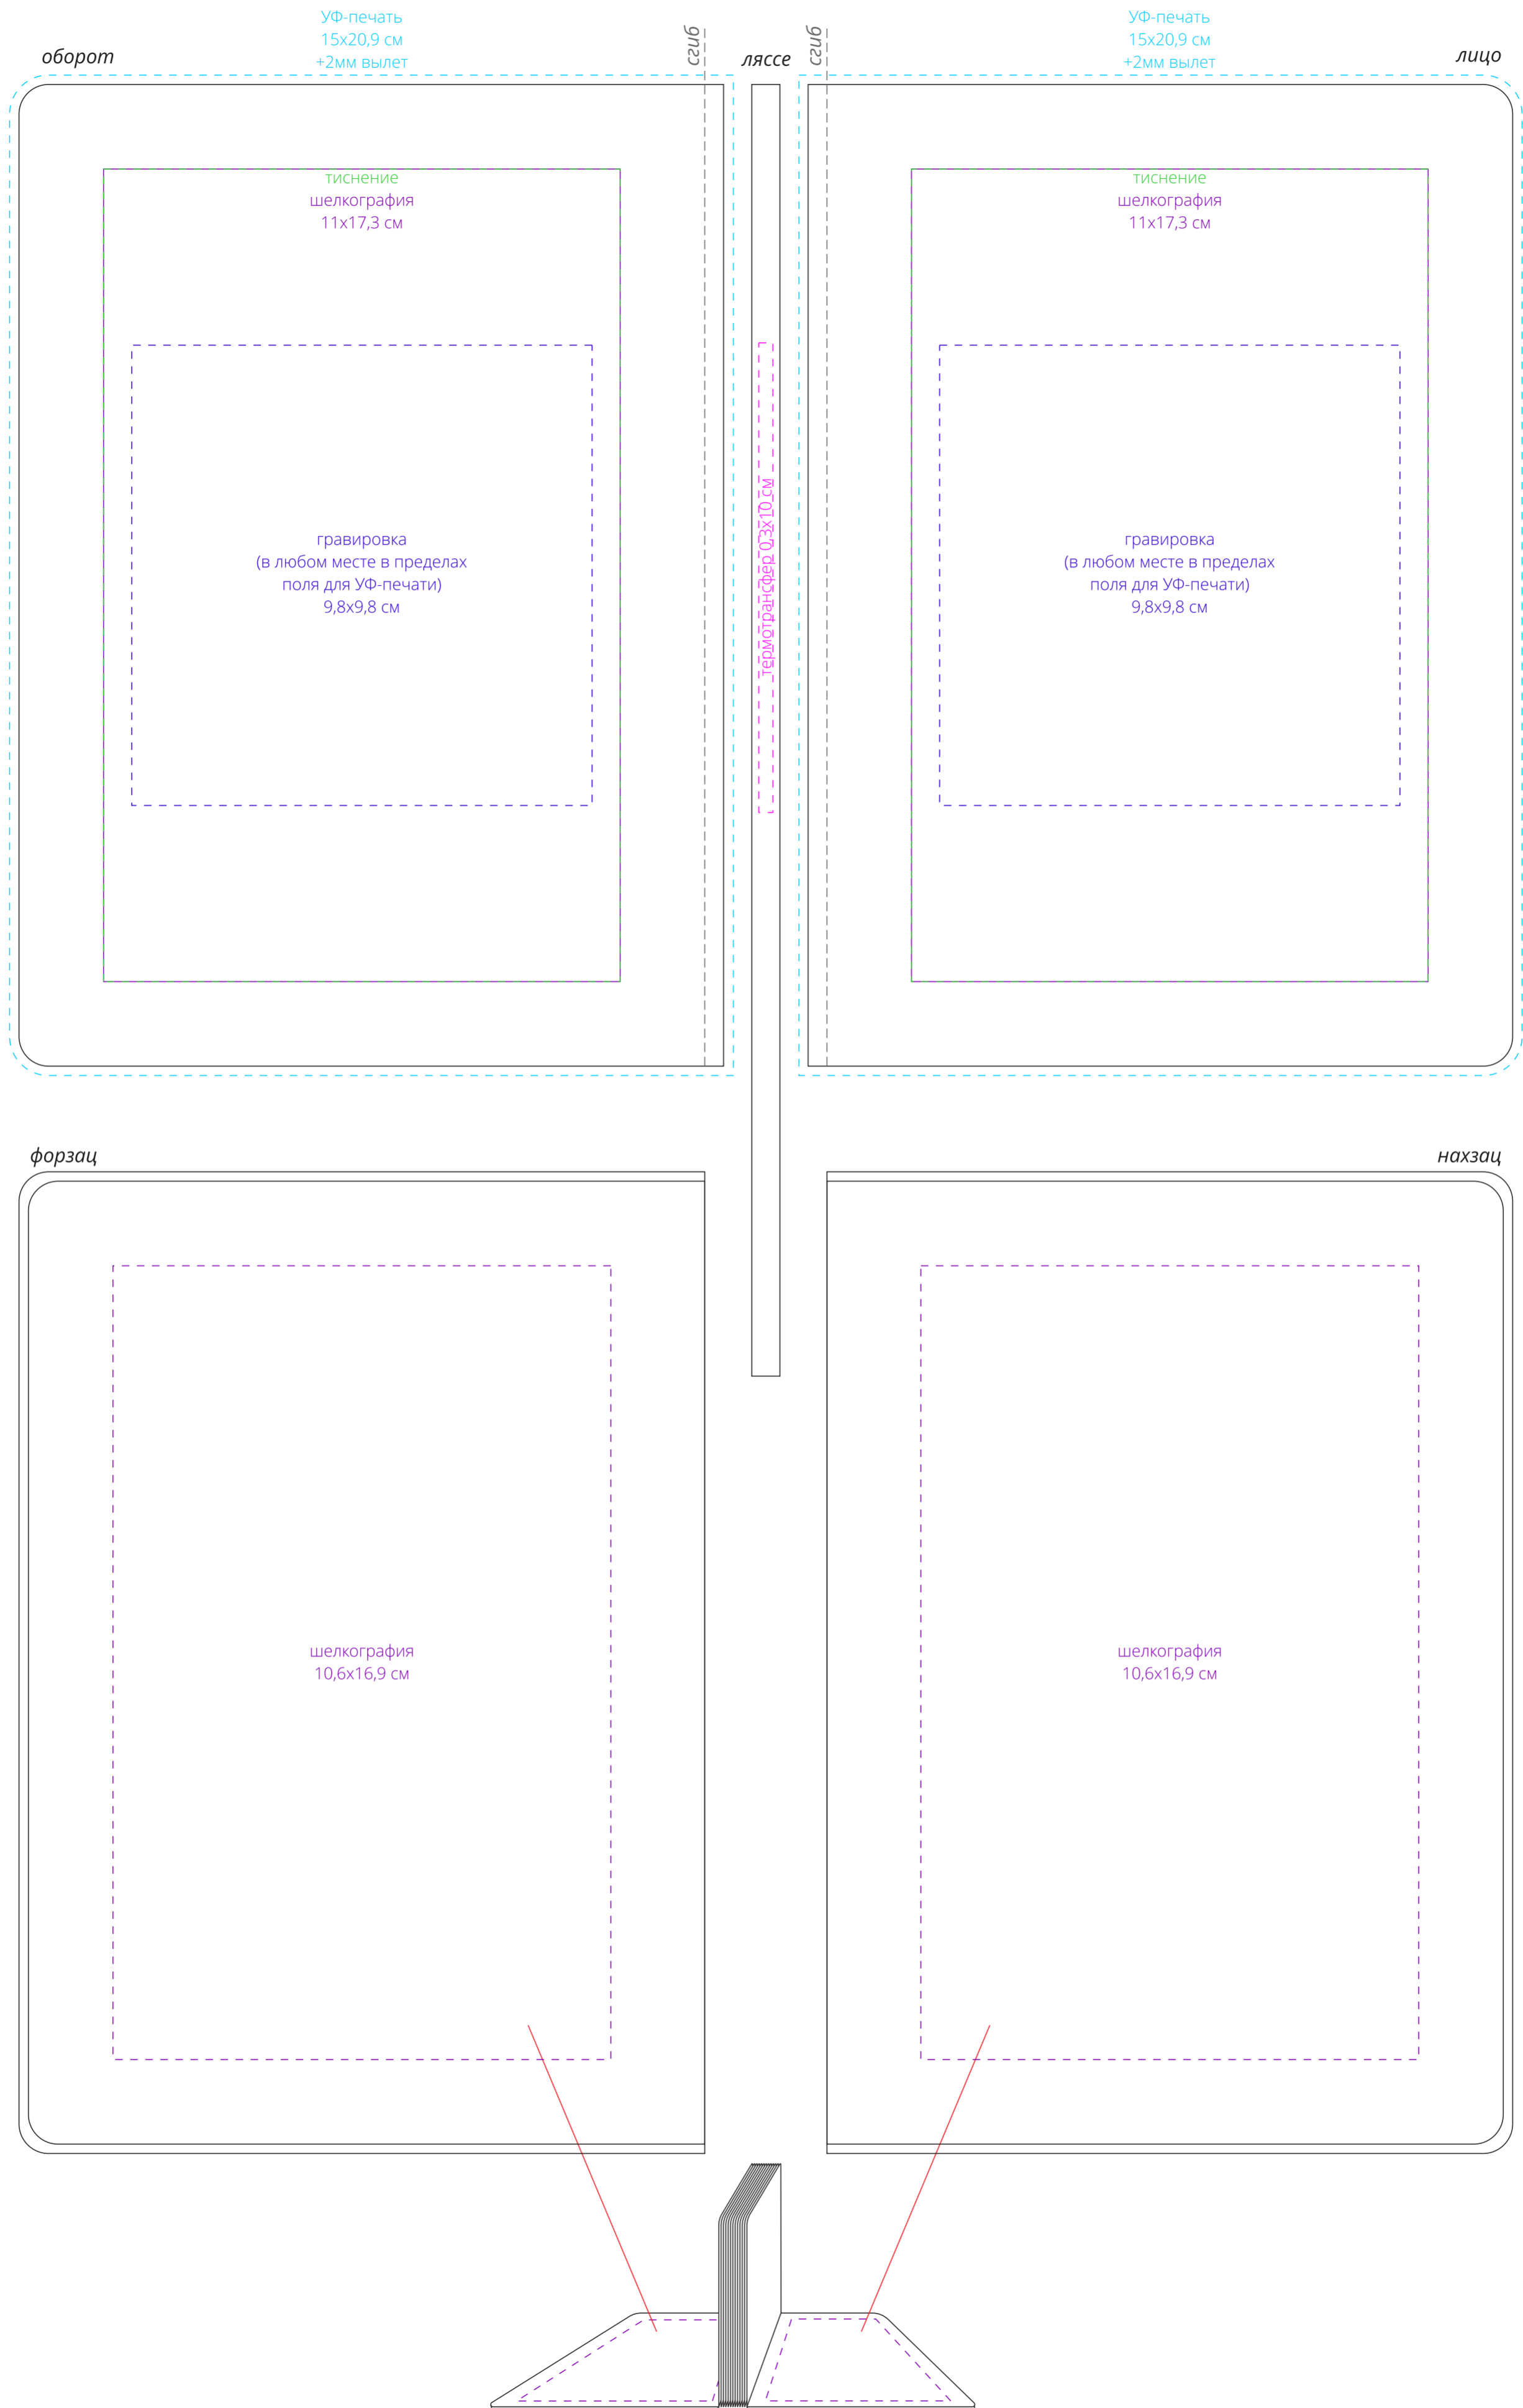 УФ-печать
15х20,9 см
+2мм вылет
оборот
сгиб
ляссе
сгиб
УФ-печать
15х20,9 см
+2мм вылет
лицо
тиснение
шелкография
11х17,3 см
тиснение
шелкография
11х17,3 см
гравировка
(в любом месте в пределах
поля для УФ-печати)
9,8х9,8 см
термотрансфер 0,3х10 см
гравировка
(в любом месте в пределах
поля для УФ-печати)
9,8х9,8 см
форзац
нахзац
шелкография
10,6х16,9 см
шелкография
10,6х16,9 см